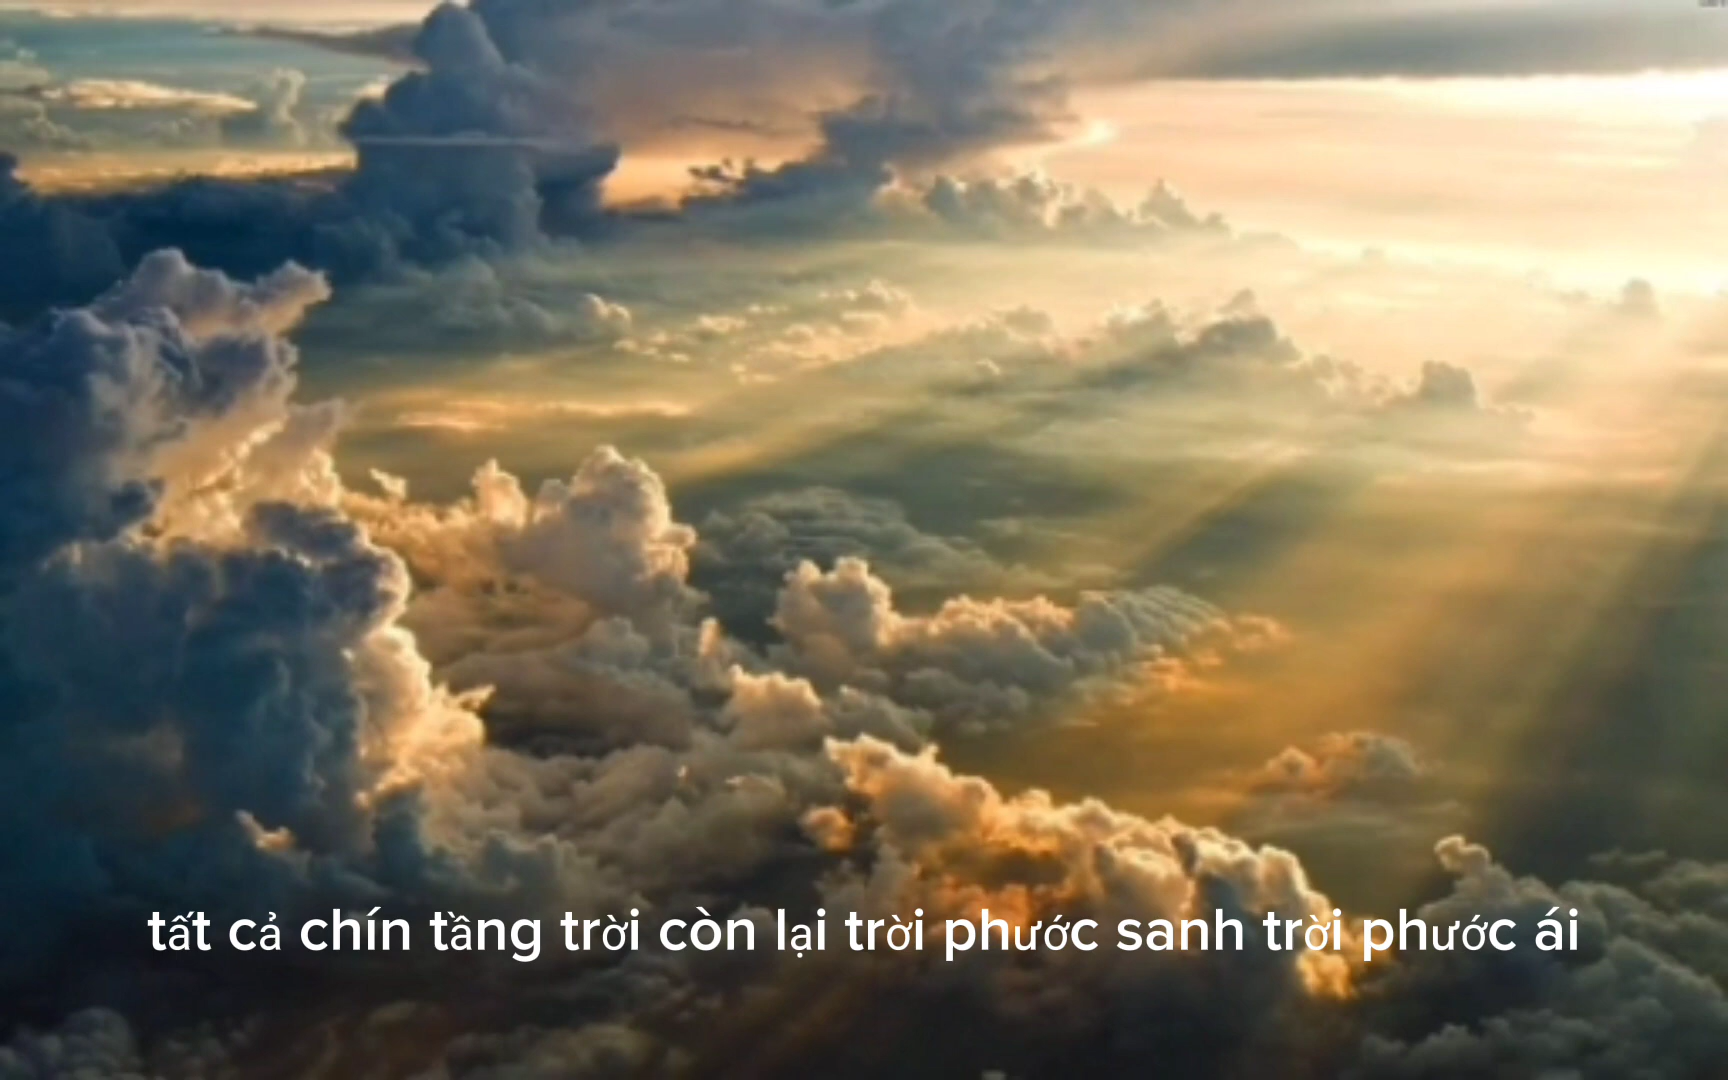 tất cả chín tầng trời còn lại trời phước sanh trời phước ái